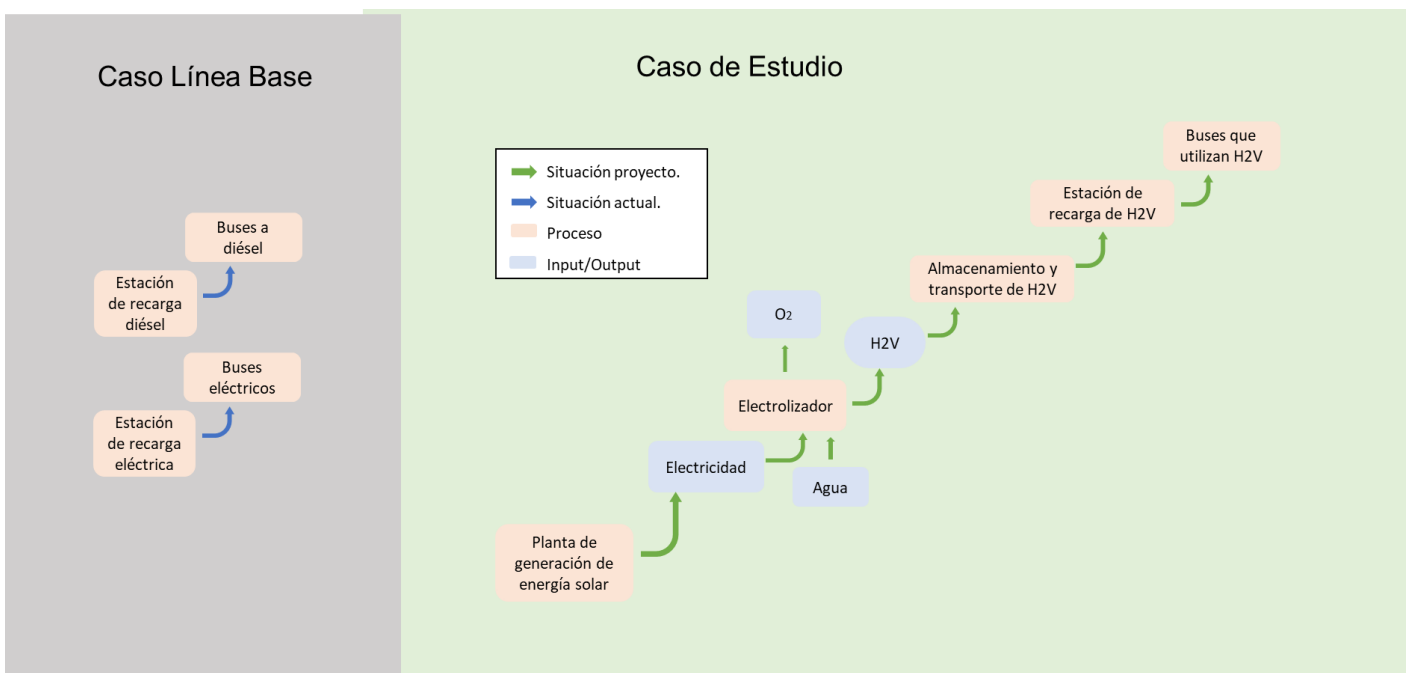 Caso Línea Base
Caso de Estudio
Situación proyecto.
Situación actual.
Proceso
Input/Output
Buses a
diésel
Estación
de recarga
diésel
Buses
eléctricos
Estación
de recarga
eléctrica
Buses que
utilizan H2V
Estación de
recarga de H2V
Almacenamiento y
transporte de H2V
O2
H2V
Electrolizador
Electricidad
Agua
Planta de
generación de
energía solar